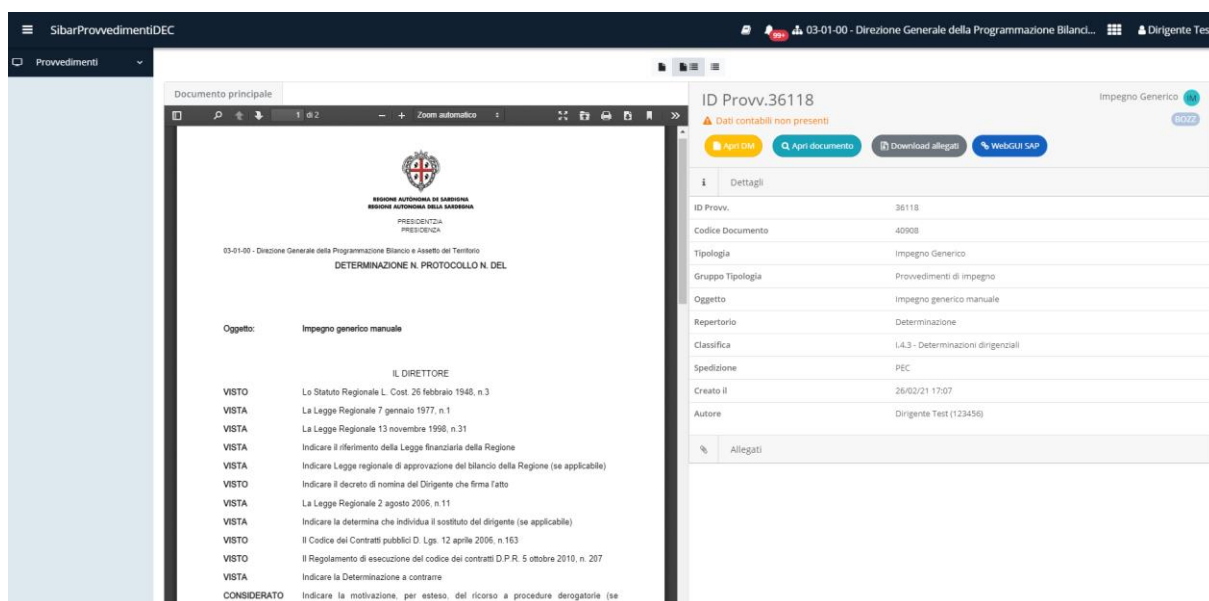 SibarProvvedimentiDEC
99+
03-01-00 - Direzione Generale della Programmazione Bilanci...
Dirigente Tes
Provvedimenti
Documento principale
1 di 2
Zoom automatico
REGIONE AUTÒNOMA DE SARDIGNA
REGIONE AUTONOMA DELLA SARDEGNA
PRESIDENTZIA
PRESIDENZA
03-01-00 - Direzione Generale della Programmazione Bilancio e Assetto del Territorio
DETERMINAZIONE N. PROTOCOLLO N. DEL
Oggetto: Impegno generico manuale
IL DIRETTORE
VISTO Lo Statuto Regionale L. Cost. 26 febbraio 1948, n.3
VISTA La Legge Regionale 7 gennaio 1977, n.1
VISTA La Legge Regionale 13 novembre 1998, n.31
VISTA Indicare il riferimento della Legge finanziaria della Regione
VISTA Indicare Legge regionale di approvazione del bilancio della Regione (se applicabile)
VISTO Indicare il decreto di nomina del Dirigente che firma l'atto
VISTA La Legge Regionale 2 agosto 2006, n.11
VISTA Indicare la determina che individua il sostituto del dirigente (se applicabile)
VISTO Il Codice dei Contratti pubblici D. Lgs. 12 aprile 2006, n.163
VISTO Il Regolamento di esecuzione del codice dei contratti D.P.R. 5 ottobre 2010, n. 207
VISTA Indicare la Determinazione a contrarre
CONSIDERATO Indicare la motivazione, per esteso, del ricorso a procedure derogatorie (se
ID Provv.36118
Impegno Generico IM
Dati contabili non presenti
BOZZ
Apri DM
Apri documento
Download allegati
WebGUI SAP
i Dettagli
ID Provv. 36118
Codice Documento 40908
Tipologia Impegno Generico
Gruppo Tipologia Provvedimenti di impegno
Oggetto Impegno generico manuale
Repertorio Determinazione
Classifica I.4.3 - Determinazioni dirigenziali
Spedizione PEC
Creato il 26/02/21 17:07
Autore Dirigente Test (123456)
Allegati